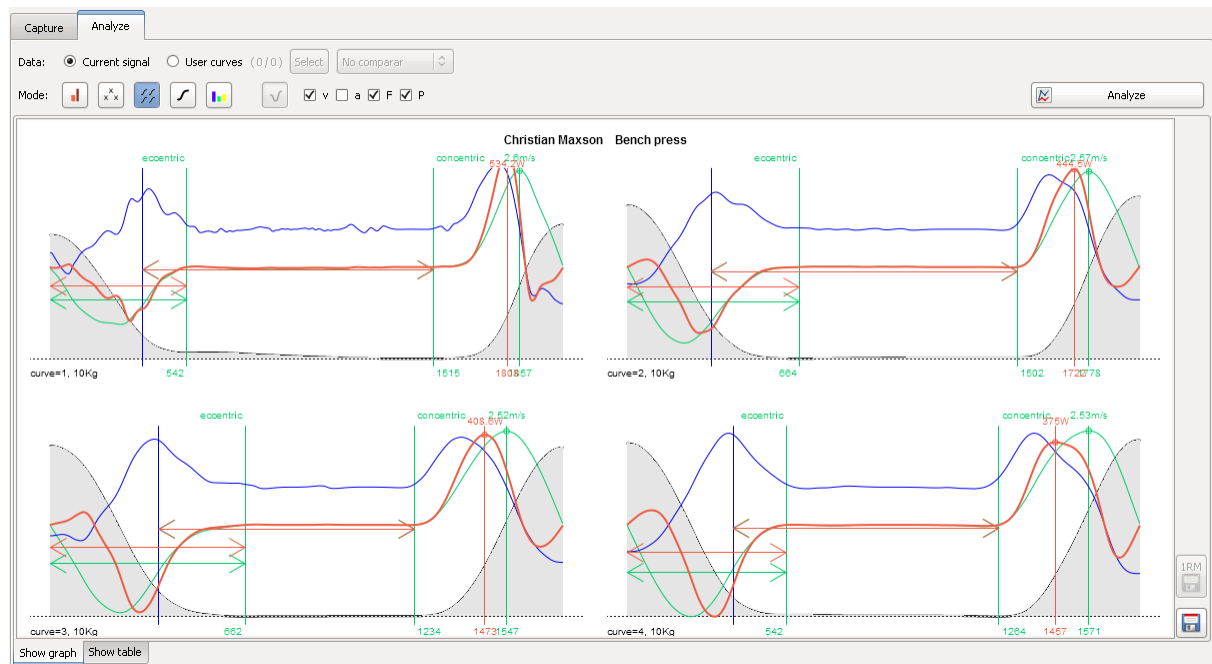 Capture Analyze
Data: Current signal User curves (0/0) Select No comparar
Mode: v a F P Analyze
Christian Maxson Bench press
eccentric concentric 2.6m/s eccentric concentric 2.57m/s
534.2W 444.5W
curve=1, 10Kg 542 1515 1857 curve=2, 10Kg 664 1502 1778
eccentric concentric 2.52m/s eccentric concentric 2.53m/s
408.6W 375W
curve=3, 10Kg 662 1234 1473 1547 curve=4, 10Kg 542 1264 1457 1571
1RM
Show graph Show table